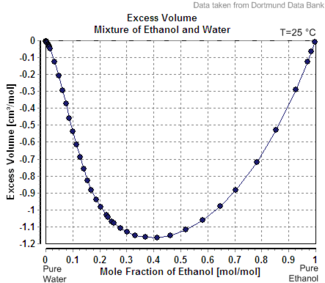 Data taken from Dortmund Data Bank
Excess Volume
Mixture of Ethanol and Water
T=25 °C
Excess Volume [cm³/mol]
0
-0.1
-0.2
-0.3
-0.4
-0.5
-0.6
-0.7
-0.8
-0.9
-1
-1.1
-1.2
0 0.1 0.2 0.3 0.4 0.5 0.6 0.7 0.8 0.9 1
Pure
Water
Mole Fraction of Ethanol [mol/mol]
Pure
Ethanol